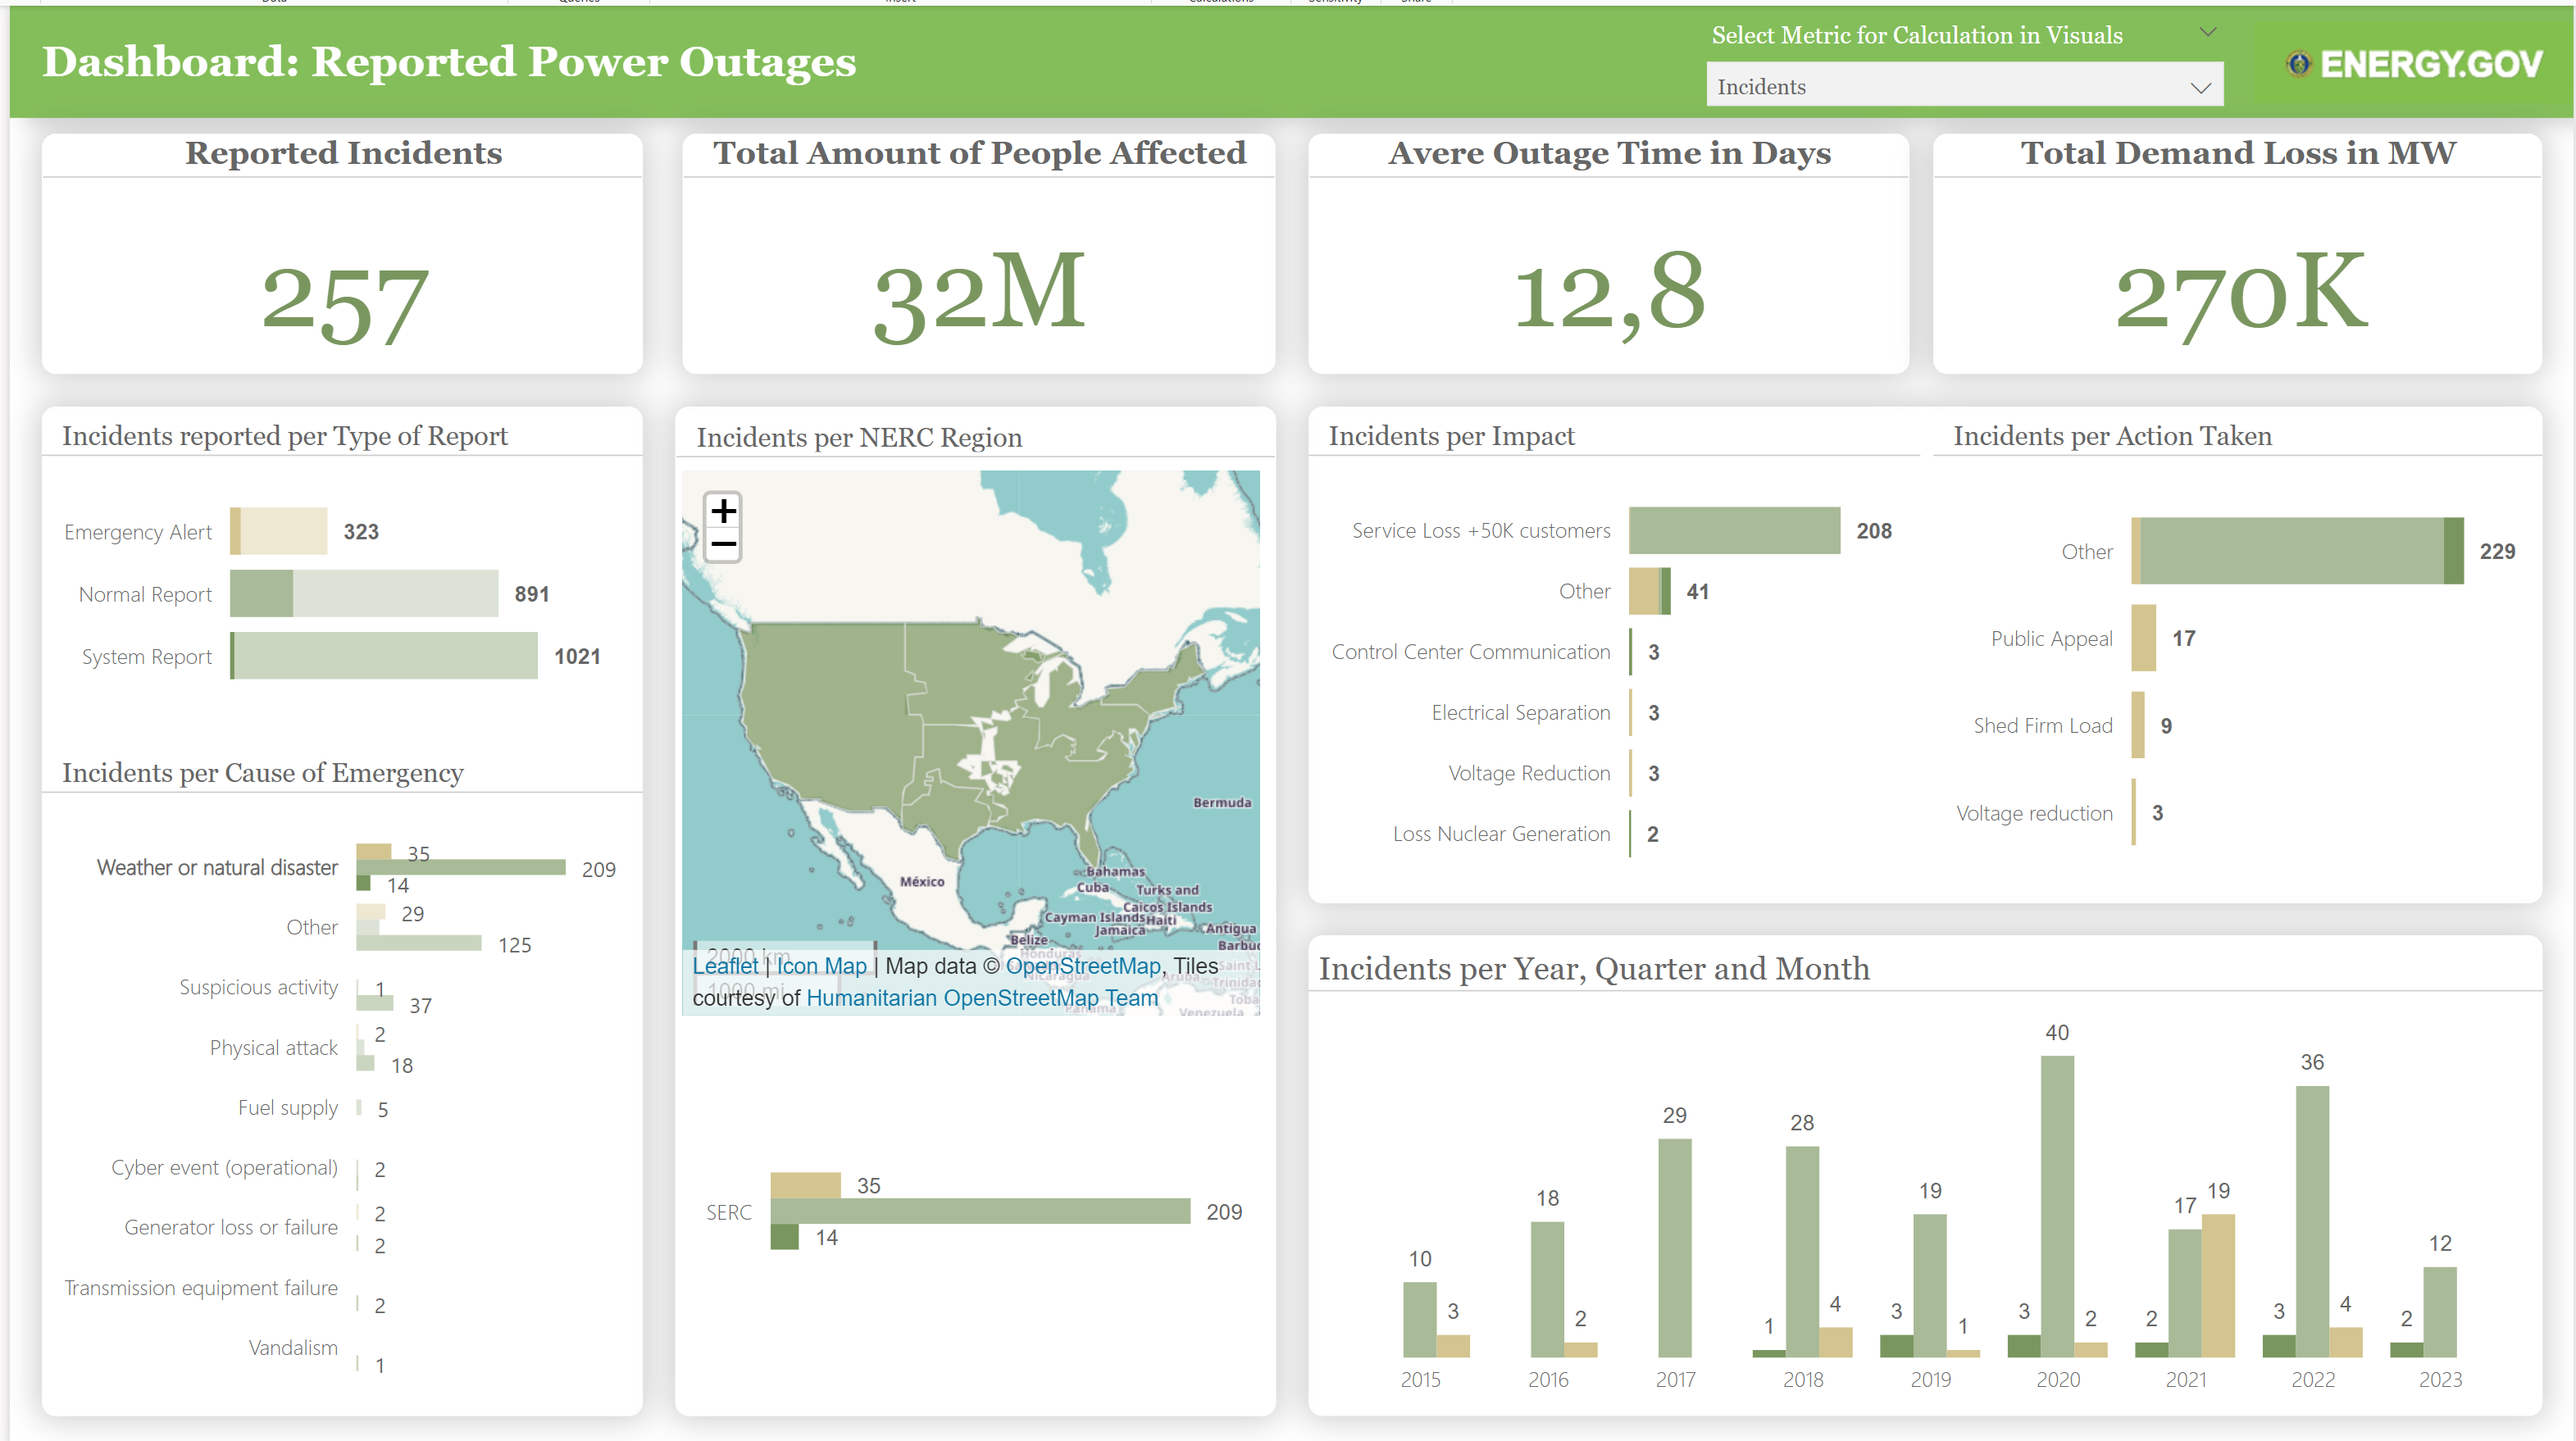 Data Queries Insert Calculations Sensitivity Share
Dashboard: Reported Power Outages
Select Metric for Calculation in Visuals
Incidents
ENERGY.GOV
Reported Incidents
257
Total Amount of People Affected
32M
Avere Outage Time in Days
12,8
Total Demand Loss in MW
270K
Incidents reported per Type of Report
Emergency Alert 323
Normal Report 891
System Report 1021
Incidents per Cause of Emergency
35
Weather or natural disaster 209
14
29
Other
125
Suspicious activity 1
37
2
Physical attack
18
Fuel supply 5
Cyber event (operational) 2
2
Generator loss or failure
2
Transmission equipment failure
2
Vandalism
1
Incidents per NERC Region
+
−
Bermuda
México
Bahamas
Cuba
Turks and
Caicos Islands
Cayman Islands Haiti
Jamaica
Antigua
Belize
Barbuc
Honduras
Nicaragua
Aruba
Saint L
Trinidad
Toba
Panama
Venezuela
2000 km
1000 mi
Leaflet | Icon Map | Map data © OpenStreetMap, Tiles
courtesy of Humanitarian OpenStreetMap Team
35
SERC 209
14
Incidents per Impact
Service Loss +50K customers 208
Other 41
Control Center Communication 3
Electrical Separation 3
Voltage Reduction 3
Loss Nuclear Generation 2
Incidents per Action Taken
Other 229
Public Appeal 17
Shed Firm Load 9
Voltage reduction 3
Incidents per Year, Quarter and Month
10 3
18 2
29
1 28 4
3 19 1
3 40 2
2 17 19
3 36 4
2 12
2015 2016 2017 2018 2019 2020 2021 2022 2023